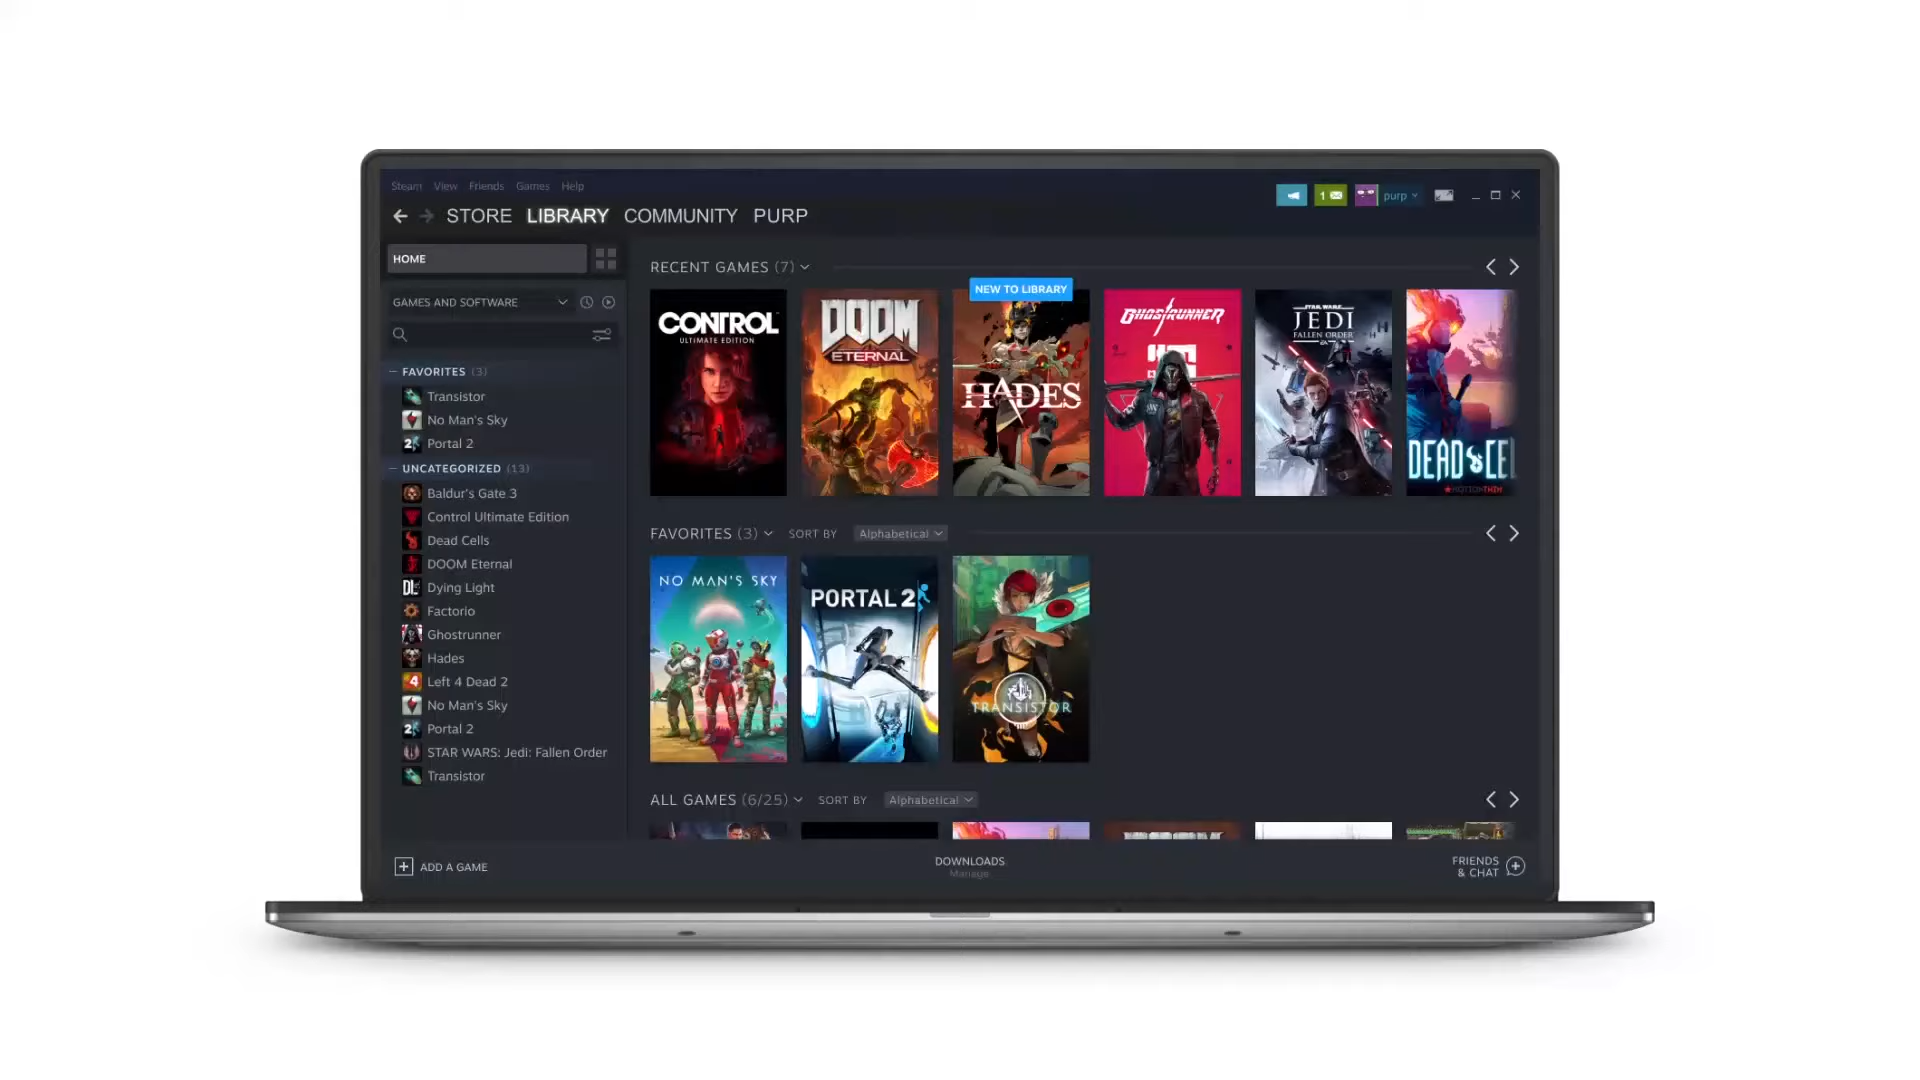 Steam View Friends Games Help
1 purp
STORE LIBRARY COMMUNITY PURP
HOME
GAMES AND SOFTWARE
FAVORITES (3)
Transistor
No Man's Sky
Portal 2
UNCATEGORIZED (13)
Baldur's Gate 3
Control Ultimate Edition
Dead Cells
DOOM Eternal
Dying Light
Factorio
Ghostrunner
Hades
Left 4 Dead 2
No Man's Sky
Portal 2
STAR WARS: Jedi: Fallen Order
Transistor
RECENT GAMES (7)
NEW TO LIBRARY
CONTROL
ULTIMATE EDITION
DOOM
ETERNAL
HADES
GHOSTRUNNER
STAR WARS
JEDI
FALLEN ORDER
EA
DEAD CEL
MOTIONTWIN
FAVORITES (3) SORT BY Alphabetical
NO MAN'S SKY
PORTAL 2
TRANSISTOR
ALL GAMES (6/25) SORT BY Alphabetical
DOOM
ADD A GAME
DOWNLOADS
Manage
FRIENDS
& CHAT